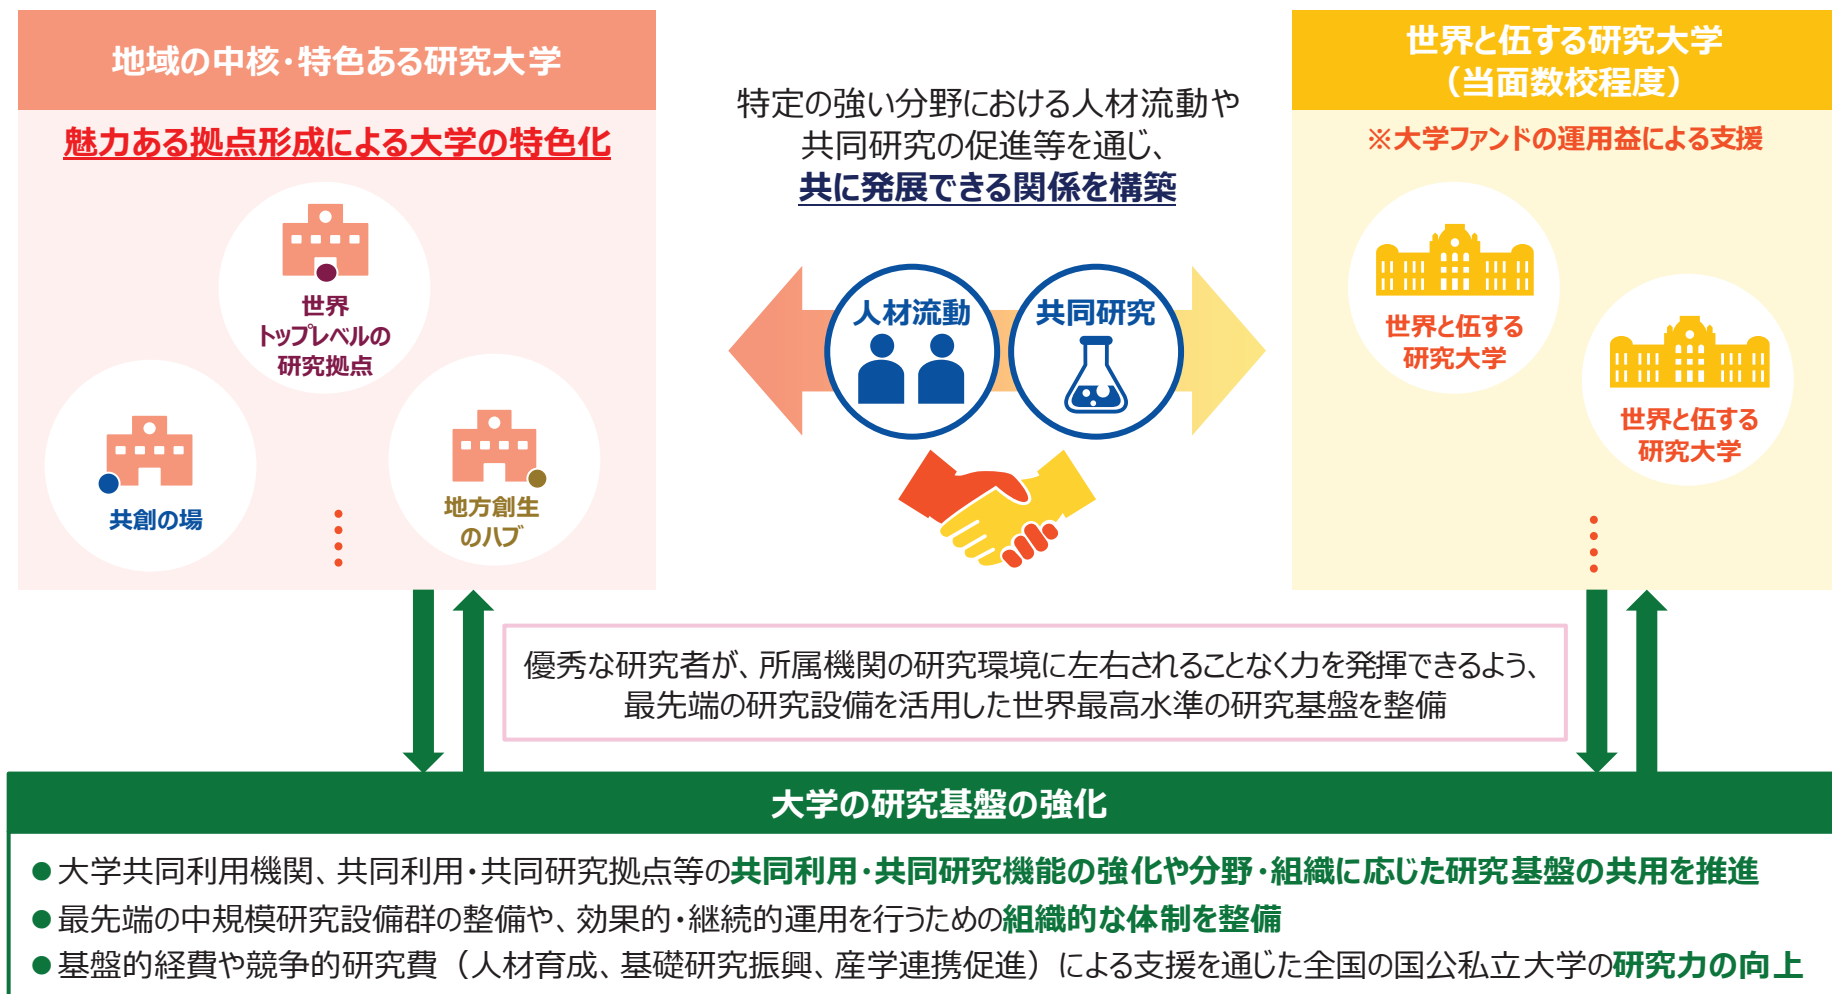 地域の中核・特色ある研究大学
魅力ある拠点形成による大学の特色化
世界
トップレベルの
研究拠点
共創の場
地方創生
のハブ
特定の強い分野における人材流動や
共同研究の促進等を通じ、
共に発展できる関係を構築
人材流動
共同研究
世界と伍する研究大学
（当面数校程度）
※大学ファンドの運用益による支援
世界と伍する
研究大学
世界と伍する
研究大学
優秀な研究者が、所属機関の研究環境に左右されることなく力を発揮できるよう、
最先端の研究設備を活用した世界最高水準の研究基盤を整備
大学の研究基盤の強化
●大学共同利用機関、共同利用・共同研究拠点等の共同利用・共同研究機能の強化や分野・組織に応じた研究基盤の共用を推進
●最先端の中規模研究設備群の整備や、効果的・継続的運用を行うための組織的な体制を整備
●基盤的経費や競争的研究費（人材育成、基礎研究振興、産学連携促進）による支援を通じた全国の国公私立大学の研究力の向上